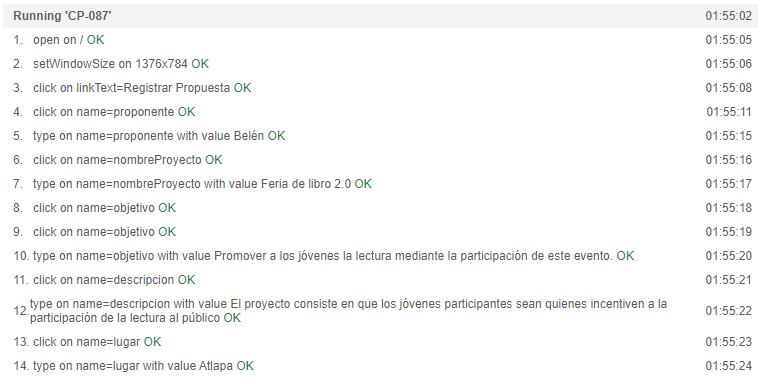 Running 'CP-087' 01:55:02
1. open on / OK 01:55:05
2. setWindowSize on 1376x784 OK 01:55:06
3. click on linkText=Registrar Propuesta OK 01:55:08
4. click on name=proponente OK 01:55:11
5. type on name=proponente with value Belén OK 01:55:15
6. click on name=nombreProyecto OK 01:55:16
7. type on name=nombreProyecto with value Feria de libro 2.0 OK 01:55:17
8. click on name=objetivo OK 01:55:18
9. click on name=objetivo OK 01:55:19
10. type on name=objetivo with value Promover a los jóvenes la lectura mediante la participación de este evento. OK 01:55:20
11. click on name=descripcion OK 01:55:21
12. type on name=descripcion with value El proyecto consiste en que los jóvenes participantes sean quienes incentiven a la
participación de la lectura al público OK 01:55:22
13. click on name=lugar OK 01:55:23
14. type on name=lugar with value Atlapa OK 01:55:24